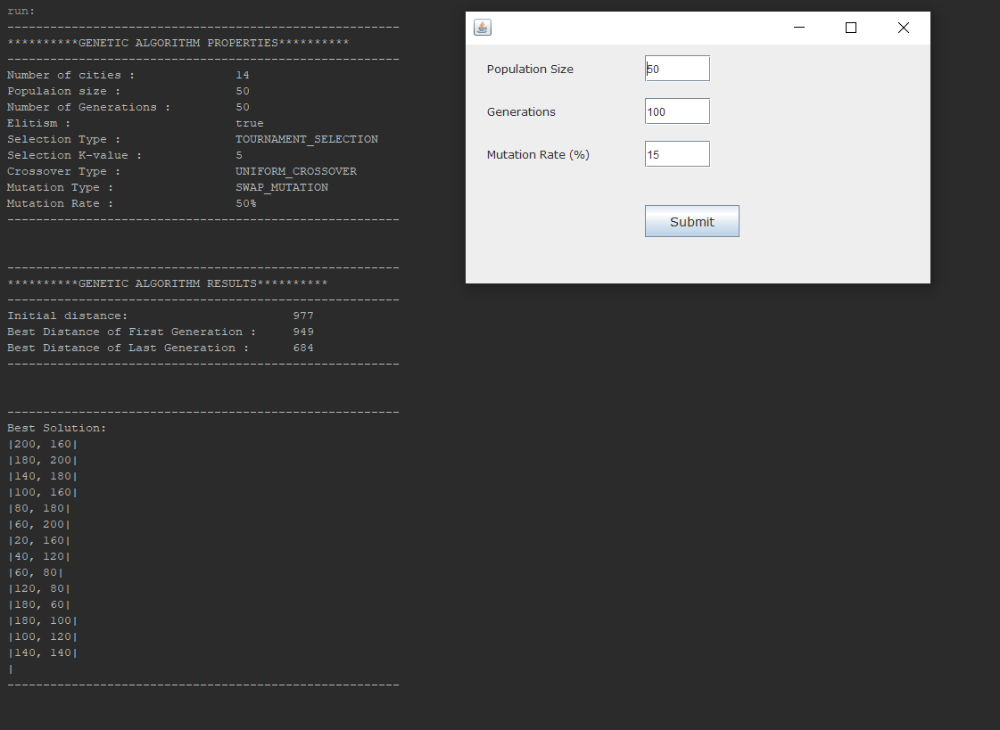 run:
-------------------------------------------------------
**********GENETIC ALGORITHM PROPERTIES**********
-------------------------------------------------------
Number of cities : 14
Populaion size : 50
Number of Generations : 50
Elitism : true
Selection Type : TOURNAMENT_SELECTION
Selection K-value : 5
Crossover Type : UNIFORM_CROSSOVER
Mutation Type : SWAP_MUTATION
Mutation Rate : 50%
-------------------------------------------------------
-------------------------------------------------------
**********GENETIC ALGORITHM RESULTS**********
-------------------------------------------------------
Initial distance: 977
Best Distance of First Generation : 949
Best Distance of Last Generation : 684
-------------------------------------------------------
-------------------------------------------------------
Best Solution:
|200, 160|
|180, 200|
|140, 180|
|100, 160|
|80, 180|
|60, 200|
|20, 160|
|40, 120|
|60, 80|
|120, 80|
|180, 60|
|180, 100|
|100, 120|
|140, 140|
|
-------------------------------------------------------
Population Size 50
Generations 100
Mutation Rate (%) 15
Submit